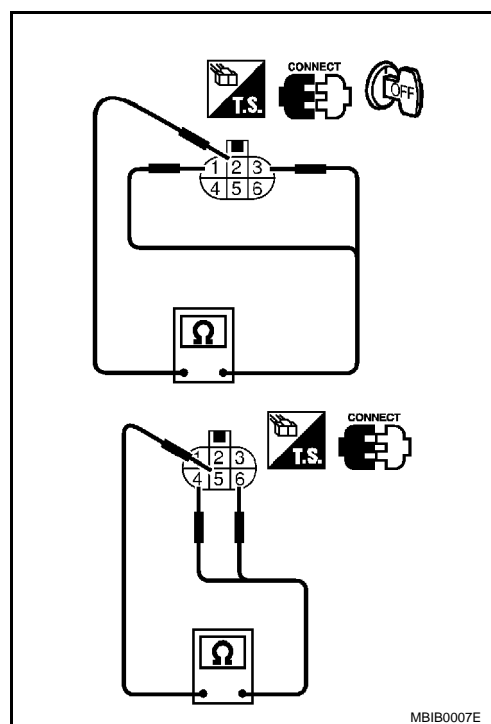 CONNECT
T.S.
OFF
1 2 3
4 5 6
Ω
CONNECT
T.S.
1 2 3
4 5 6
Ω
MBIB0007E